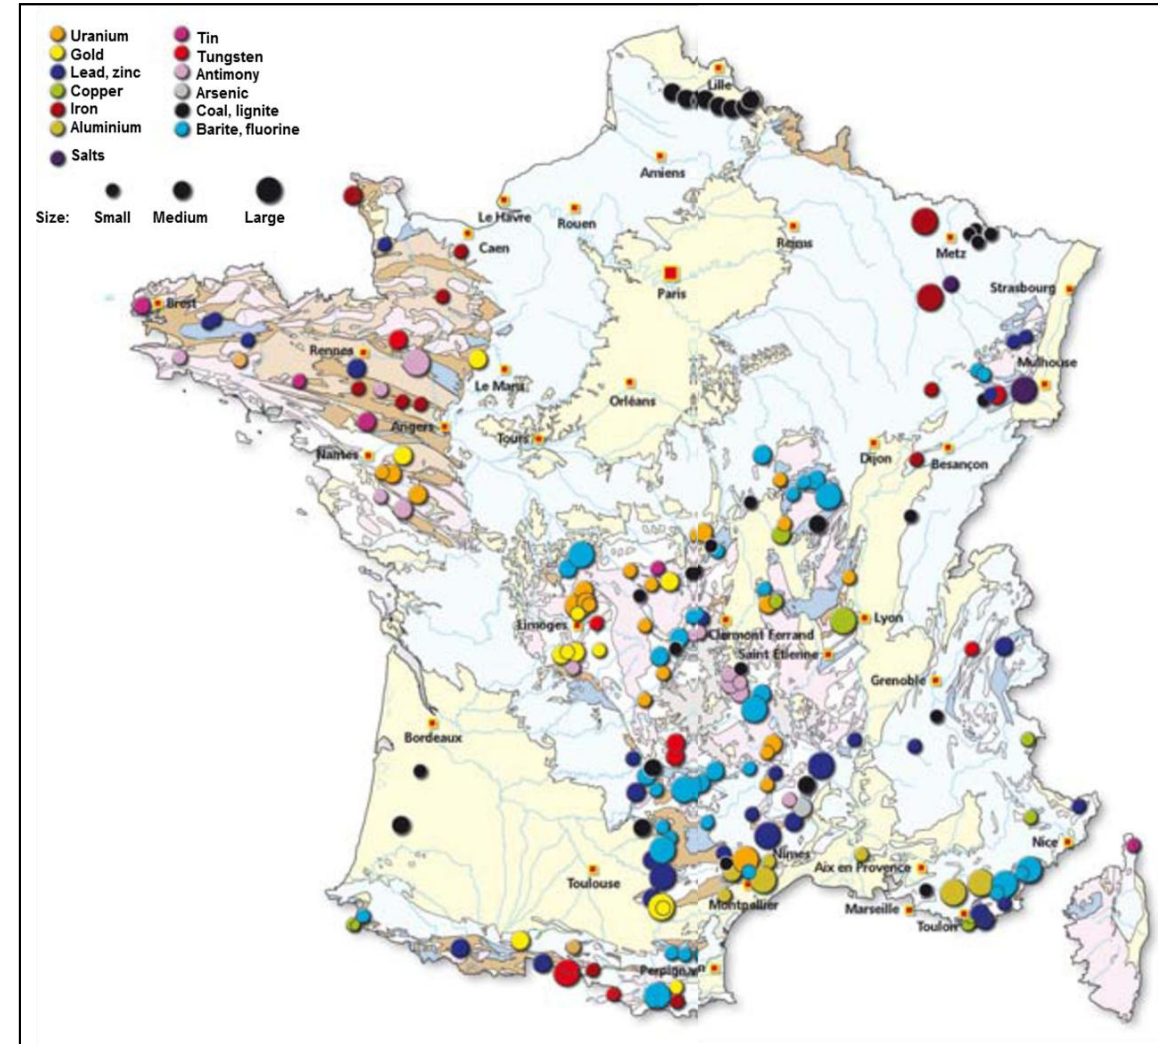 Uranium
Gold
Lead, zinc
Copper
Iron
Aluminium
Salts
Tin
Tungsten
Antimony
Arsenic
Coal, lignite
Barite, fluorine
Size: Small Medium Large
Lille
Amiens
Le Havre
Rouen
Caen
Reims
Metz
Paris
Strasbourg
Brest
Rennes
Mulhouse
Le Mans
Orléans
Angers
Tours
Nantes
Dijon
Besançon
Limoges
Lyon
Clermont Ferrand
Saint Etienne
Grenoble
Bordeaux
Nice
Nîmes
Aix en Provence
Toulouse
Montpellier
Marseille
Toulon
Perpignan